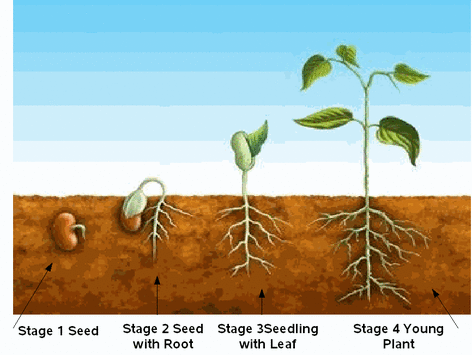 Stage 1 Seed
Stage 2 Seed
with Root
Stage 3Seedling
with Leaf
Stage 4 Young
Plant